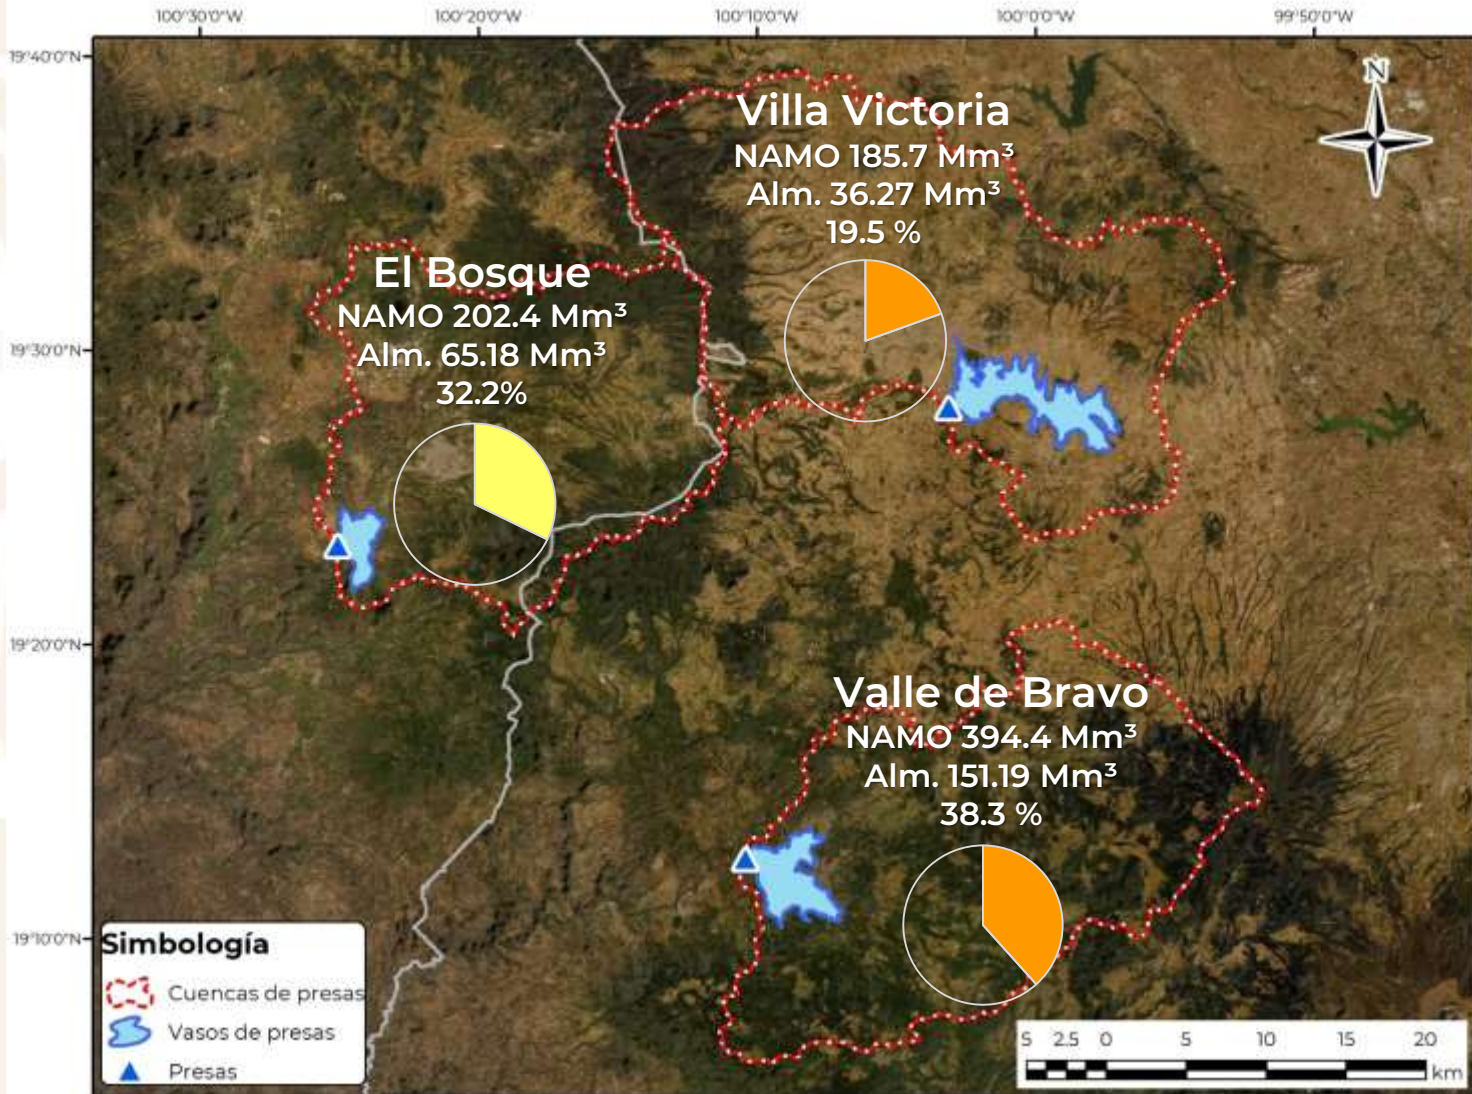 100°30'0"W
100°20'0"W
100°10'0"W
100°0'0"W
99°50'0"W
19°40'0"N
19°30'0"N
19°20'0"N
19°10'0"N
N
Villa Victoria
NAMO 185.7 Mm³
Alm. 36.27 Mm³
19.5 %
El Bosque
NAMO 202.4 Mm³
Alm. 65.18 Mm³
32.2%
Valle de Bravo
NAMO 394.4 Mm³
Alm. 151.19 Mm³
38.3 %
Simbología
Cuencas de presas
Vasos de presas
Presas
5 2.5 0 5 10 15 20
km